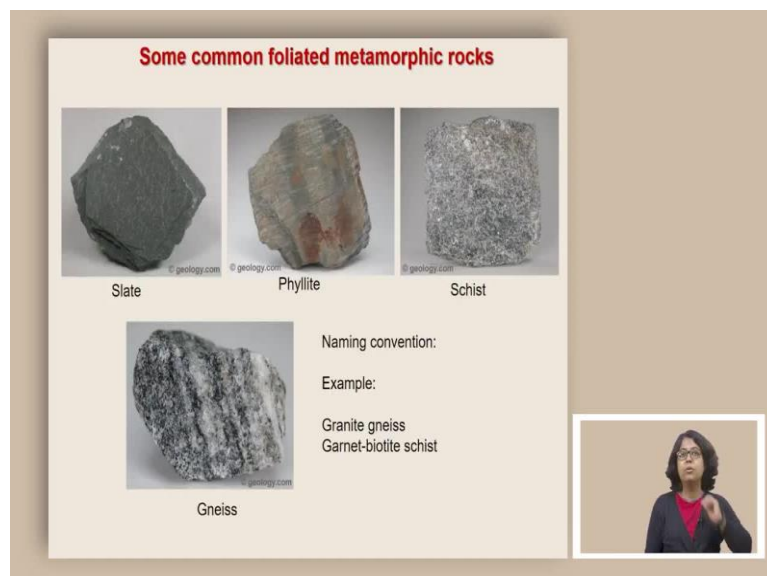 Some common foliated metamorphic rocks
© geology.com
© geology.com
© geology.com
Slate
Phyllite
Schist
Naming convention:
Example:
Granite gneiss
Garnet-biotite schist
© geology.com
Gneiss